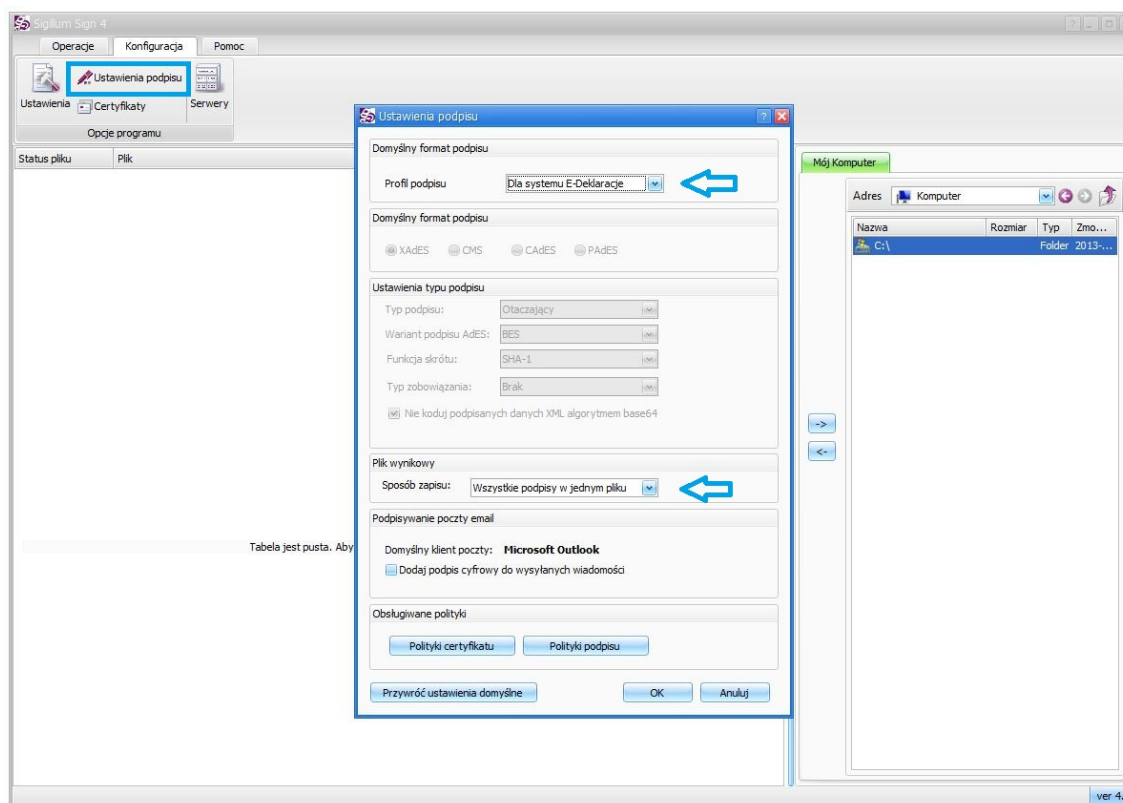 Sigillum Sign 4
Operacje Konfiguracja Pomoc
Ustawienia podpisu
Ustawienia Certyfikaty Serwery
Opcje programu
Status pliku Plik
Tabela jest pusta. Aby
Ustawienia podpisu
Domyślny format podpisu
Profil podpisu Dla systemu E-Deklaracje
Domyślny format podpisu
XAdES CMS CAdES PAdES
Ustawienia typu podpisu
Typ podpisu: Otaczający
Wariant podpisu AdES: BES
Funkcja skrótu: SHA-1
Typ zobowiązania: Brak
Nie koduj podpisanych danych XML algorytmem base64
Plik wynikowy
Sposób zapisu: Wszystkie podpisy w jednym pliku
Podpisywanie poczty email
Domyślny klient poczty: Microsoft Outlook
Dodaj podpis cyfrowy do wysyłanych wiadomości
Obsługiwane polityki
Polityki certyfikatu Polityki podpisu
Przywróć ustawienia domyślne OK Anuluj
->
<-
Mój Komputer
Adres Komputer
Nazwa Rozmiar Typ Zmo...
C:\ Folder 2013-...
ver 4.